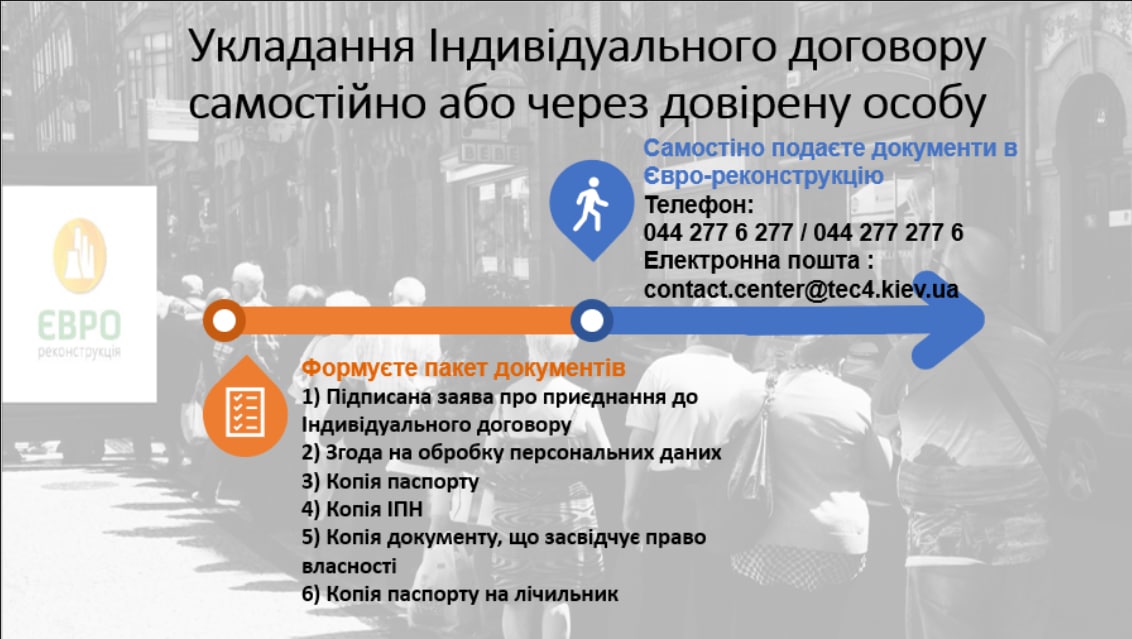 Укладання Індивідуального договору
самостійно або через довірену особу
Самостіно подаєте документи в
Євро-реконструкцію
Телефон:
044 277 6 277 / 044 277 277 6
Електронна пошта :
contact.center@tec4.kiev.ua
BEBE
ЄВРО
реконструкція
Формуєте пакет документів
1) Підписана заява про приєднання до
Індивідуального договору
2) Згода на обробку персональних даних
3) Копія паспорту
4) Копія ІПН
5) Копія документу, що засвідчує право
власності
6) Копія паспорту на лічильник